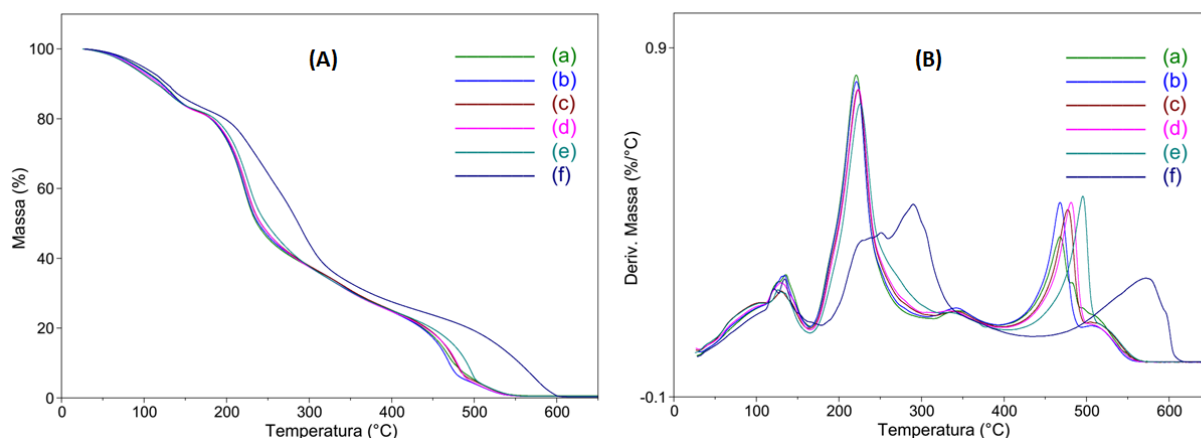 (A)
(a)
(b)
(c)
(d)
(e)
(f)
100
80
60
40
20
0
Massa (%)
0 100 200 300 400 500 600
Temperatura (°C)
(B)
(a)
(b)
(c)
(d)
(e)
(f)
0.9
-0.1
Deriv. Massa (%/°C)
0 100 200 300 400 500 600
Temperatura (°C)